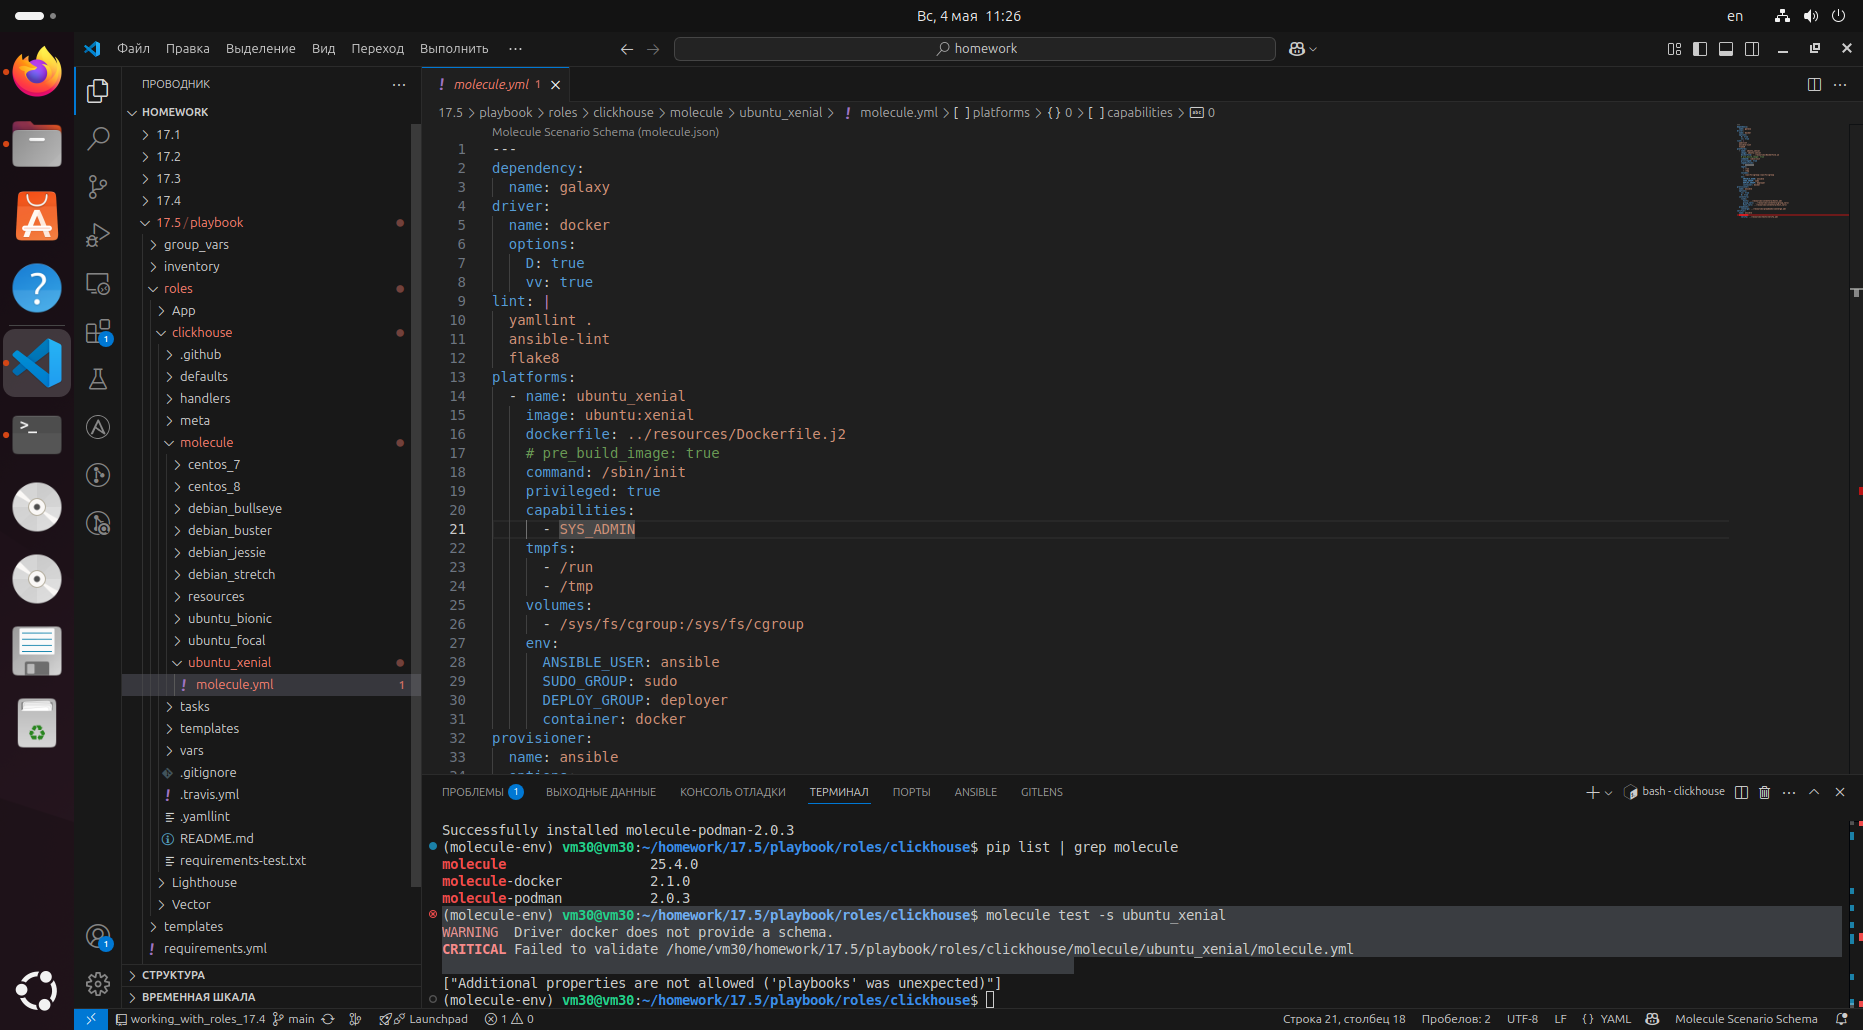 Вс, 4 мая 11:26
en
Файл Правка Выделение Вид Переход Выполнить ···
homework
ПРОВОДНИК ···
HOMEWORK
17.1
17.2
17.3
17.4
17.5 / playbook
group_vars
inventory
roles
App
clickhouse
.github
defaults
handlers
meta
molecule
centos_7
centos_8
debian_bullseye
debian_buster
debian_jessie
debian_stretch
resources
ubuntu_bionic
ubuntu_focal
ubuntu_xenial
! molecule.yml 1
tasks
templates
vars
.gitignore
! .travis.yml
.yamllint
README.md
requirements-test.txt
Lighthouse
Vector
templates
! requirements.yml
СТРУКТУРА
ВРЕМЕННАЯ ШКАЛА
1
1
! molecule.yml 1
17.5 > playbook > roles > clickhouse > molecule > ubuntu_xenial > ! molecule.yml > [ ] platforms > {} 0 > [ ] capabilities > abc 0
Molecule Scenario Schema (molecule.json)
1 ---
2 dependency:
3 name: galaxy
4 driver:
5 name: docker
6 options:
7 D: true
8 vv: true
9 lint: |
10 yamllint .
11 ansible-lint
12 flake8
13 platforms:
14 - name: ubuntu_xenial
15 image: ubuntu:xenial
16 dockerfile: ../resources/Dockerfile.j2
17 # pre_build_image: true
18 command: /sbin/init
19 privileged: true
20 capabilities:
21 - SYS_ADMIN
22 tmpfs:
23 - /run
24 - /tmp
25 volumes:
26 - /sys/fs/cgroup:/sys/fs/cgroup
27 env:
28 ANSIBLE_USER: ansible
29 SUDO_GROUP: sudo
30 DEPLOY_GROUP: deployer
31 container: docker
32 provisioner:
33 name: ansible
34 options:
ПРОБЛЕМЫ 1 ВЫХОДНЫЕ ДАННЫЕ КОНСОЛЬ ОТЛАДКИ ТЕРМИНАЛ ПОРТЫ ANSIBLE GITLENS
bash - clickhouse
Successfully installed molecule-podman-2.0.3
(molecule-env) vm30@vm30:~/homework/17.5/playbook/roles/clickhouse$ pip list | grep molecule
molecule 25.4.0
molecule-docker 2.1.0
molecule-podman 2.0.3
(molecule-env) vm30@vm30:~/homework/17.5/playbook/roles/clickhouse$ molecule test -s ubuntu_xenial
WARNING Driver docker does not provide a schema.
CRITICAL Failed to validate /home/vm30/homework/17.5/playbook/roles/clickhouse/molecule/ubuntu_xenial/molecule.yml
["Additional properties are not allowed ('playbooks' was unexpected)"]
(molecule-env) vm30@vm30:~/homework/17.5/playbook/roles/clickhouse$
working_with_roles_17.4 main Launchpad 1 0 Строка 21, столбец 18 Пробелов: 2 UTF-8 LF {} YAML Molecule Scenario Schema